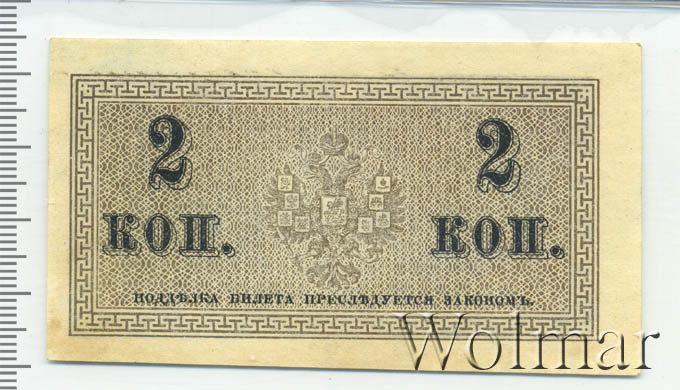 2 2
КОП. КОП.
ПОДДѢЛКА БИЛЕТА ПРЕСЛѢДУЕТСЯ ЗАКОНОМЪ.
Wolmar